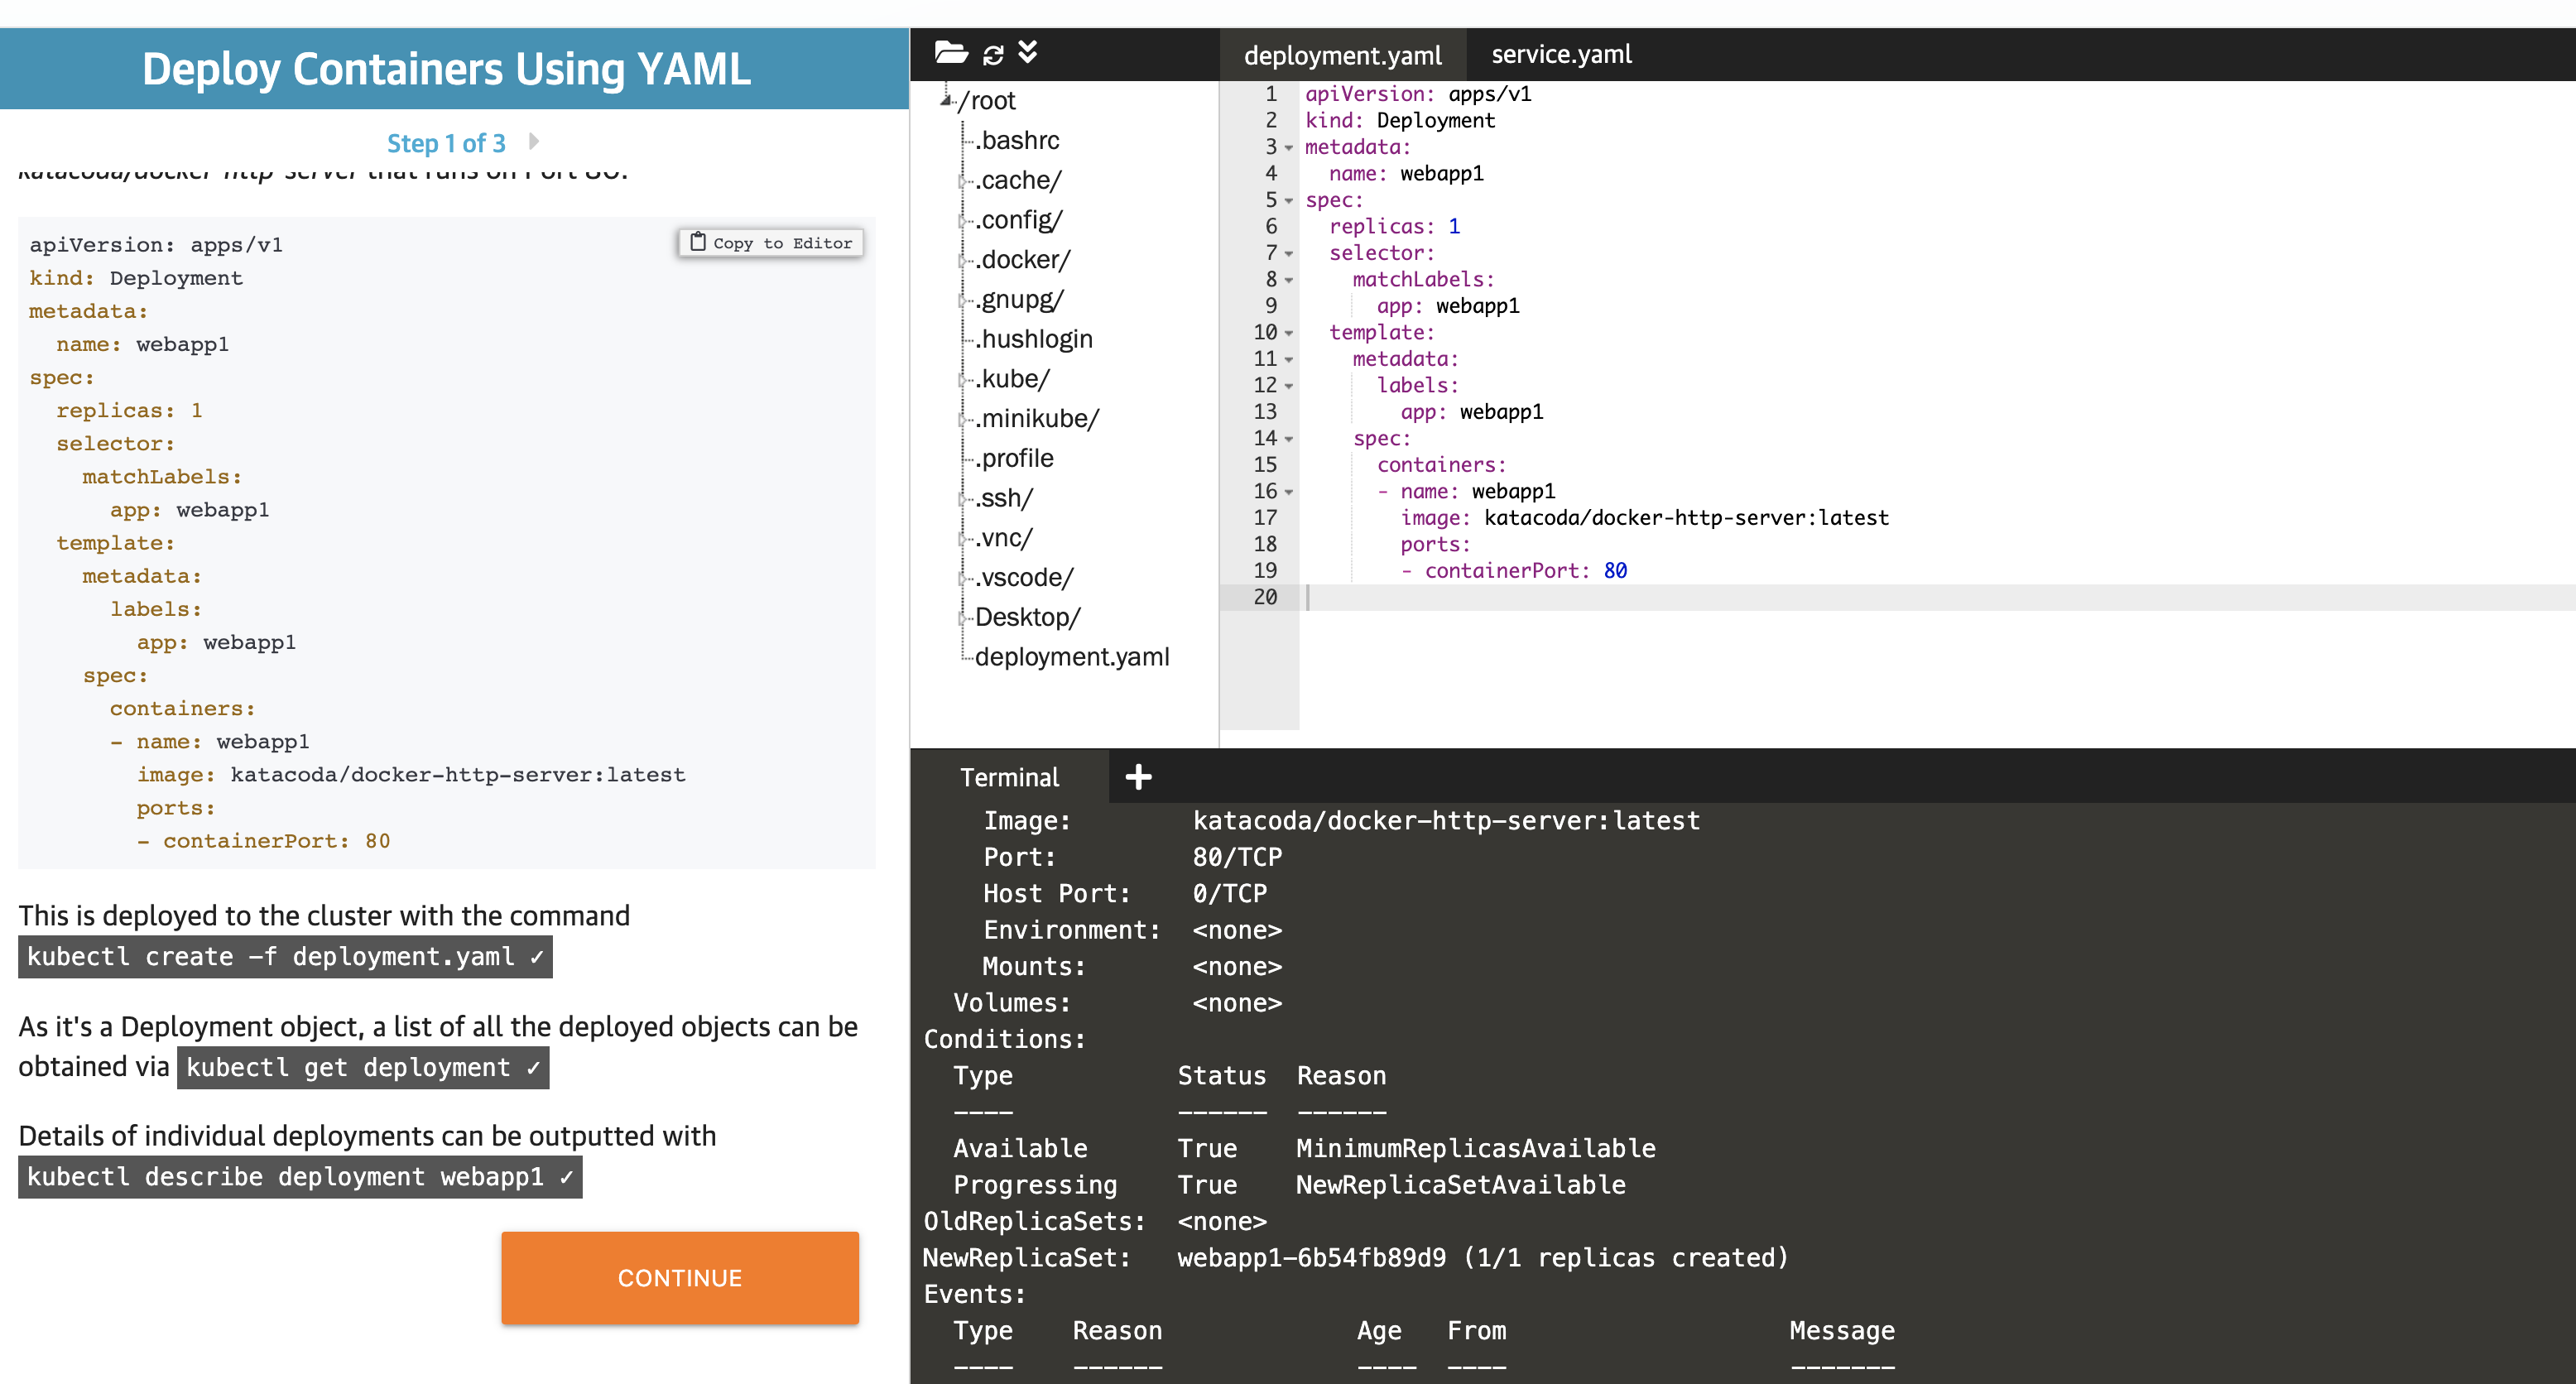 Deploy Containers Using YAML
Step 1 of 3
katacoda/docker-http-server that runs on Port 80.
Copy to Editor
apiVersion: apps/v1
kind: Deployment
metadata:
  name: webapp1
spec:
  replicas: 1
  selector:
    matchLabels:
      app: webapp1
  template:
    metadata:
      labels:
        app: webapp1
    spec:
      containers:
      - name: webapp1
        image: katacoda/docker-http-server:latest
        ports:
        - containerPort: 80
This is deployed to the cluster with the command
kubectl create -f deployment.yaml ✓
As it's a Deployment object, a list of all the deployed objects can be
obtained via kubectl get deployment ✓
Details of individual deployments can be outputted with
kubectl describe deployment webapp1 ✓
CONTINUE
/root
.bashrc
.cache/
.config/
.docker/
.gnupg/
.hushlogin
.kube/
.minikube/
.profile
.ssh/
.vnc/
.vscode/
Desktop/
deployment.yaml
deployment.yaml service.yaml
1 apiVersion: apps/v1
2 kind: Deployment
3 metadata:
4   name: webapp1
5 spec:
6   replicas: 1
7   selector:
8     matchLabels:
9       app: webapp1
10   template:
11     metadata:
12       labels:
13         app: webapp1
14     spec:
15       containers:
16       - name: webapp1
17         image: katacoda/docker-http-server:latest
18         ports:
19         - containerPort: 80
20
Terminal
    Image:        katacoda/docker-http-server:latest
    Port:         80/TCP
    Host Port:    0/TCP
    Environment:  <none>
    Mounts:       <none>
  Volumes:        <none>
Conditions:
  Type           Status  Reason
  ----           ------  ------
  Available      True    MinimumReplicasAvailable
  Progressing    True    NewReplicaSetAvailable
OldReplicaSets:  <none>
NewReplicaSet:   webapp1-6b54fb89d9 (1/1 replicas created)
Events:
  Type    Reason             Age   From                   Message
  ----    ------             ----  ----                   -------